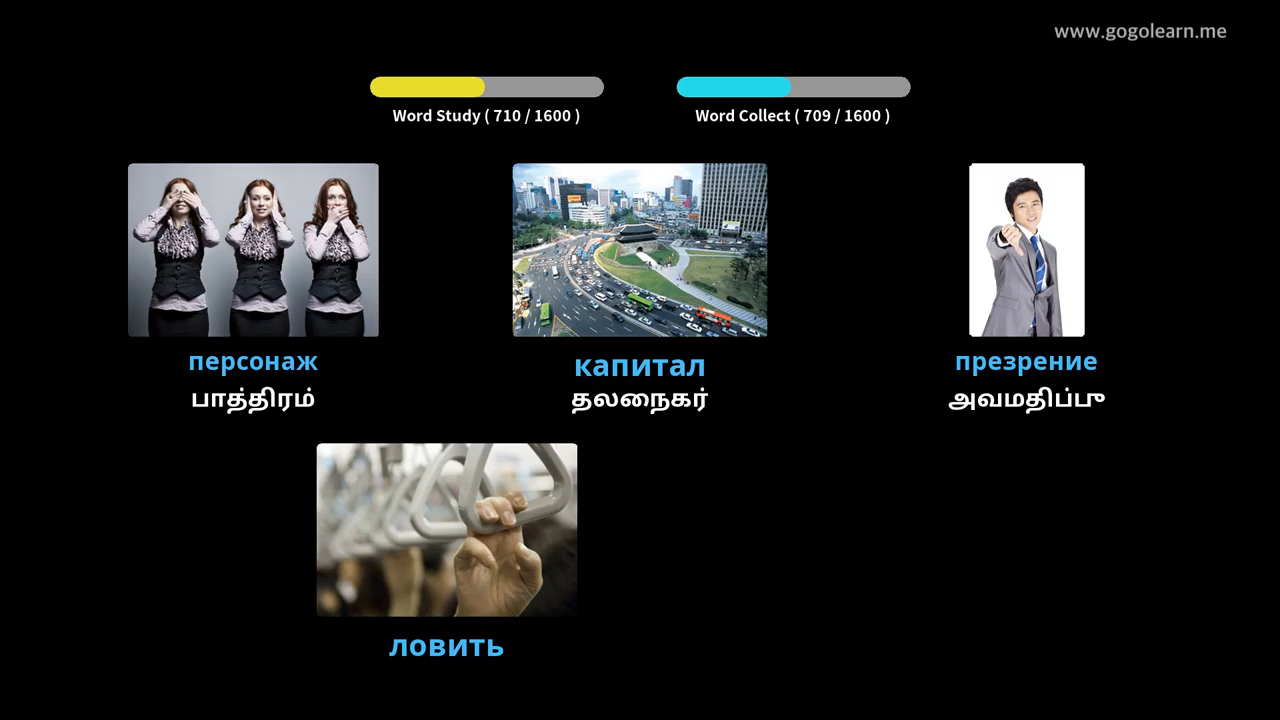 www.gogolearn.me
Word Study ( 710 / 1600 )
Word Collect ( 709 / 1600 )
персонаж
பாத்திரம்
капитал
தலைநகர்
презрение
அவமதிப்பு
ловить